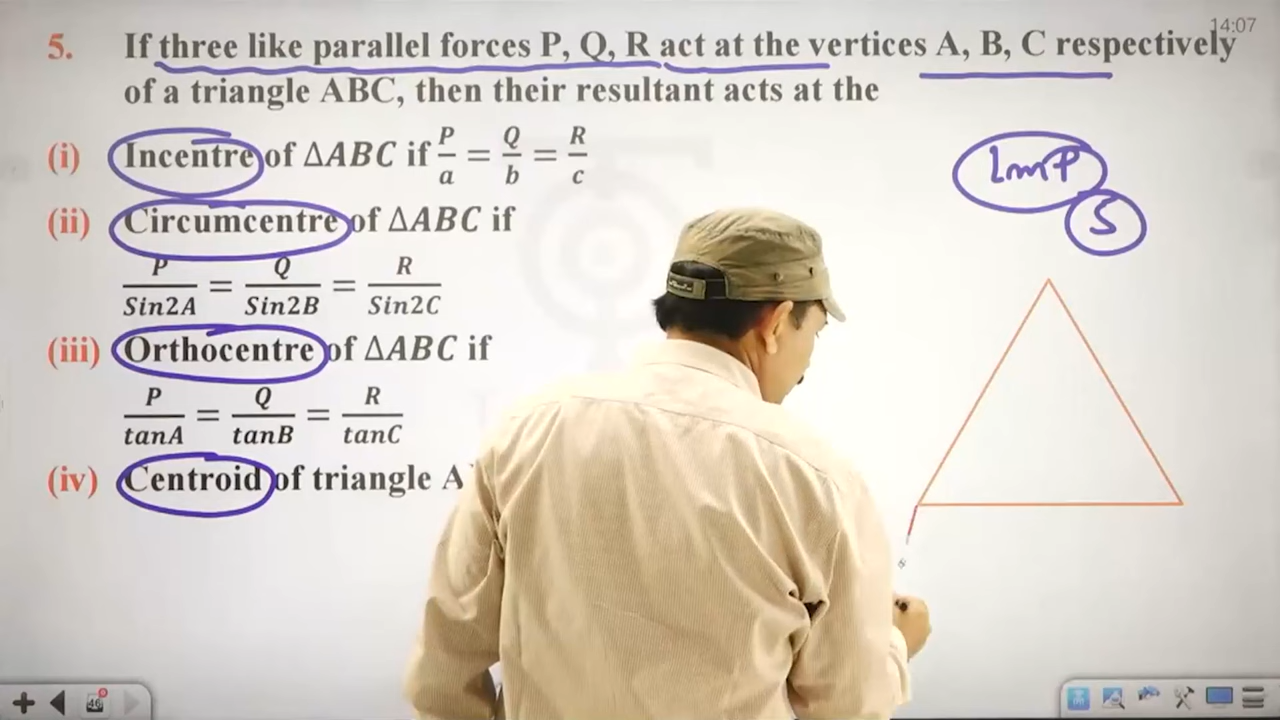 14:07
5. If three like parallel forces P, Q, R act at the vertices A, B, C respectively
of a triangle ABC, then their resultant acts at the
(i) Incentre of ΔABC if P/a = Q/b = R/c
Imp
5
(ii) Circumcentre of ΔABC if
P/Sin2A = Q/Sin2B = R/Sin2C
(iii) Orthocentre of ΔABC if
P/tanA = Q/tanB = R/tanC
(iv) Centroid of triangle A
46